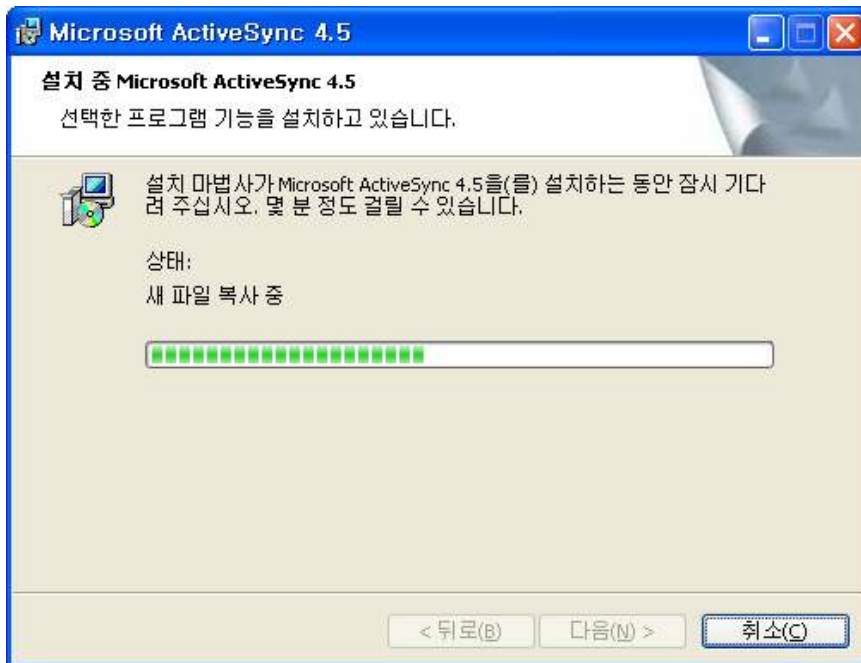 Microsoft ActiveSync 4.5
설치 중 Microsoft ActiveSync 4.5
선택한 프로그램 기능을 설치하고 있습니다.
설치 마법사가 Microsoft ActiveSync 4.5을(를) 설치하는 동안 잠시 기다
려 주십시오. 몇 분 정도 걸릴 수 있습니다.
상태:
새 파일 복사 중
< 뒤로(B) 다음(N) > 취소(C)